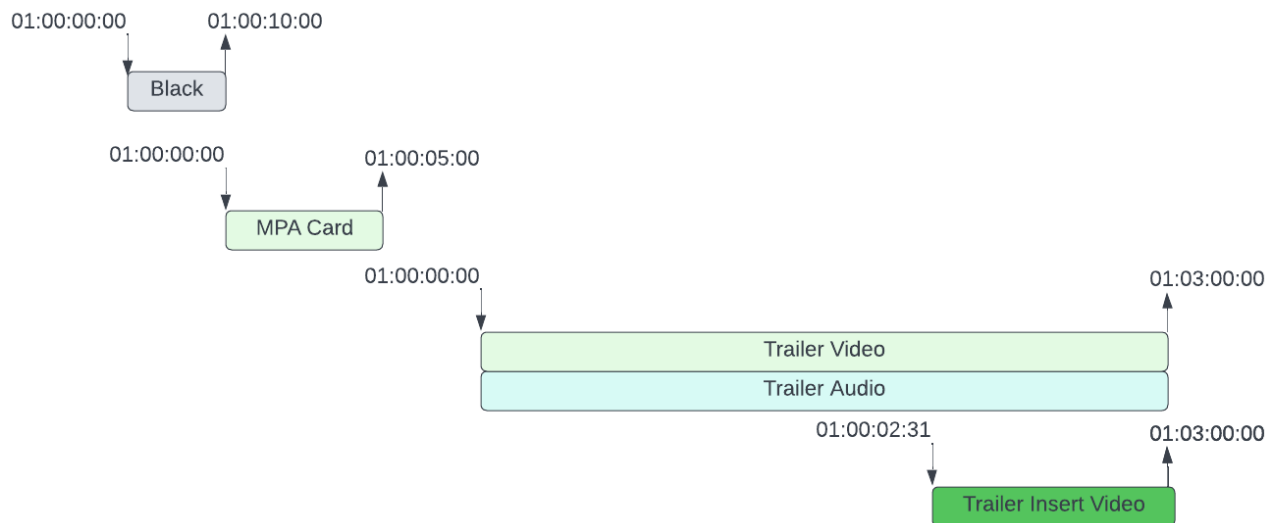 01:00:00:00 01:00:10:00
Black
01:00:00:00 01:00:05:00
MPA Card
01:00:00:00 01:03:00:00
Trailer Video
Trailer Audio
01:00:02:31 01:03:00:00
Trailer Insert Video